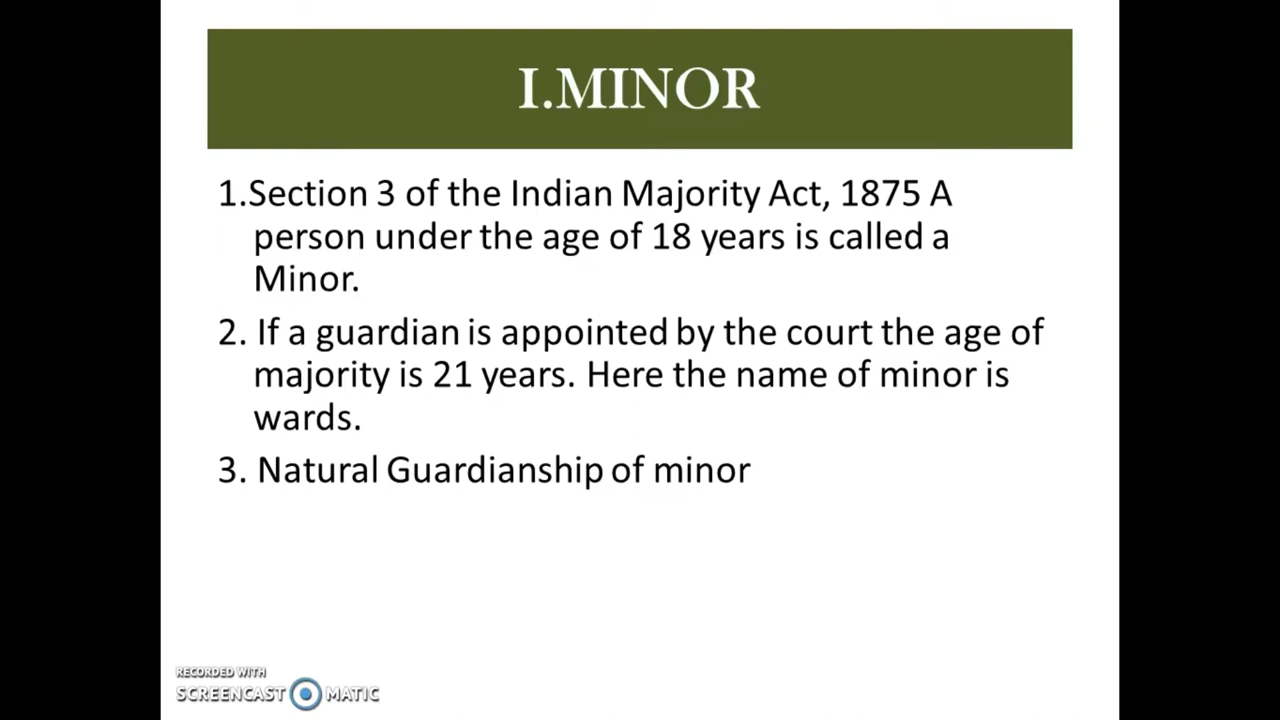 I.MINOR
1.Section 3 of the Indian Majority Act, 1875 A
person under the age of 18 years is called a
Minor.
2. If a guardian is appointed by the court the age of
majority is 21 years. Here the name of minor is
wards.
3. Natural Guardianship of minor
RECORDED WITH
SCREENCAST MATIC